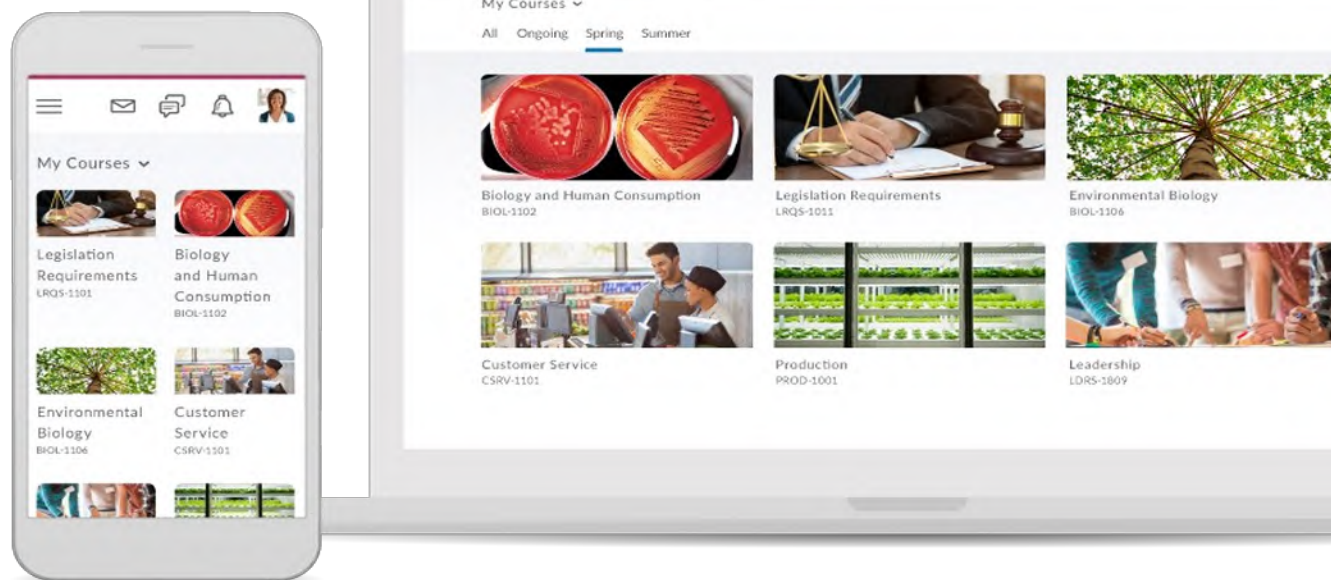 My Courses
Legislation
Requirements
LRQS-1101
Biology
and Human
Consumption
BIOL-1102
Environmental
Biology
BIOL-1106
Customer
Service
CSRV-1101
My Courses
All Ongoing Spring Summer
Biology and Human Consumption
BIOL-1102
Legislation Requirements
LRQS-1011
Environmental Biology
BIOL-1106
Customer Service
CSRV-1101
Production
PROD-1001
Leadership
LDRS-1809